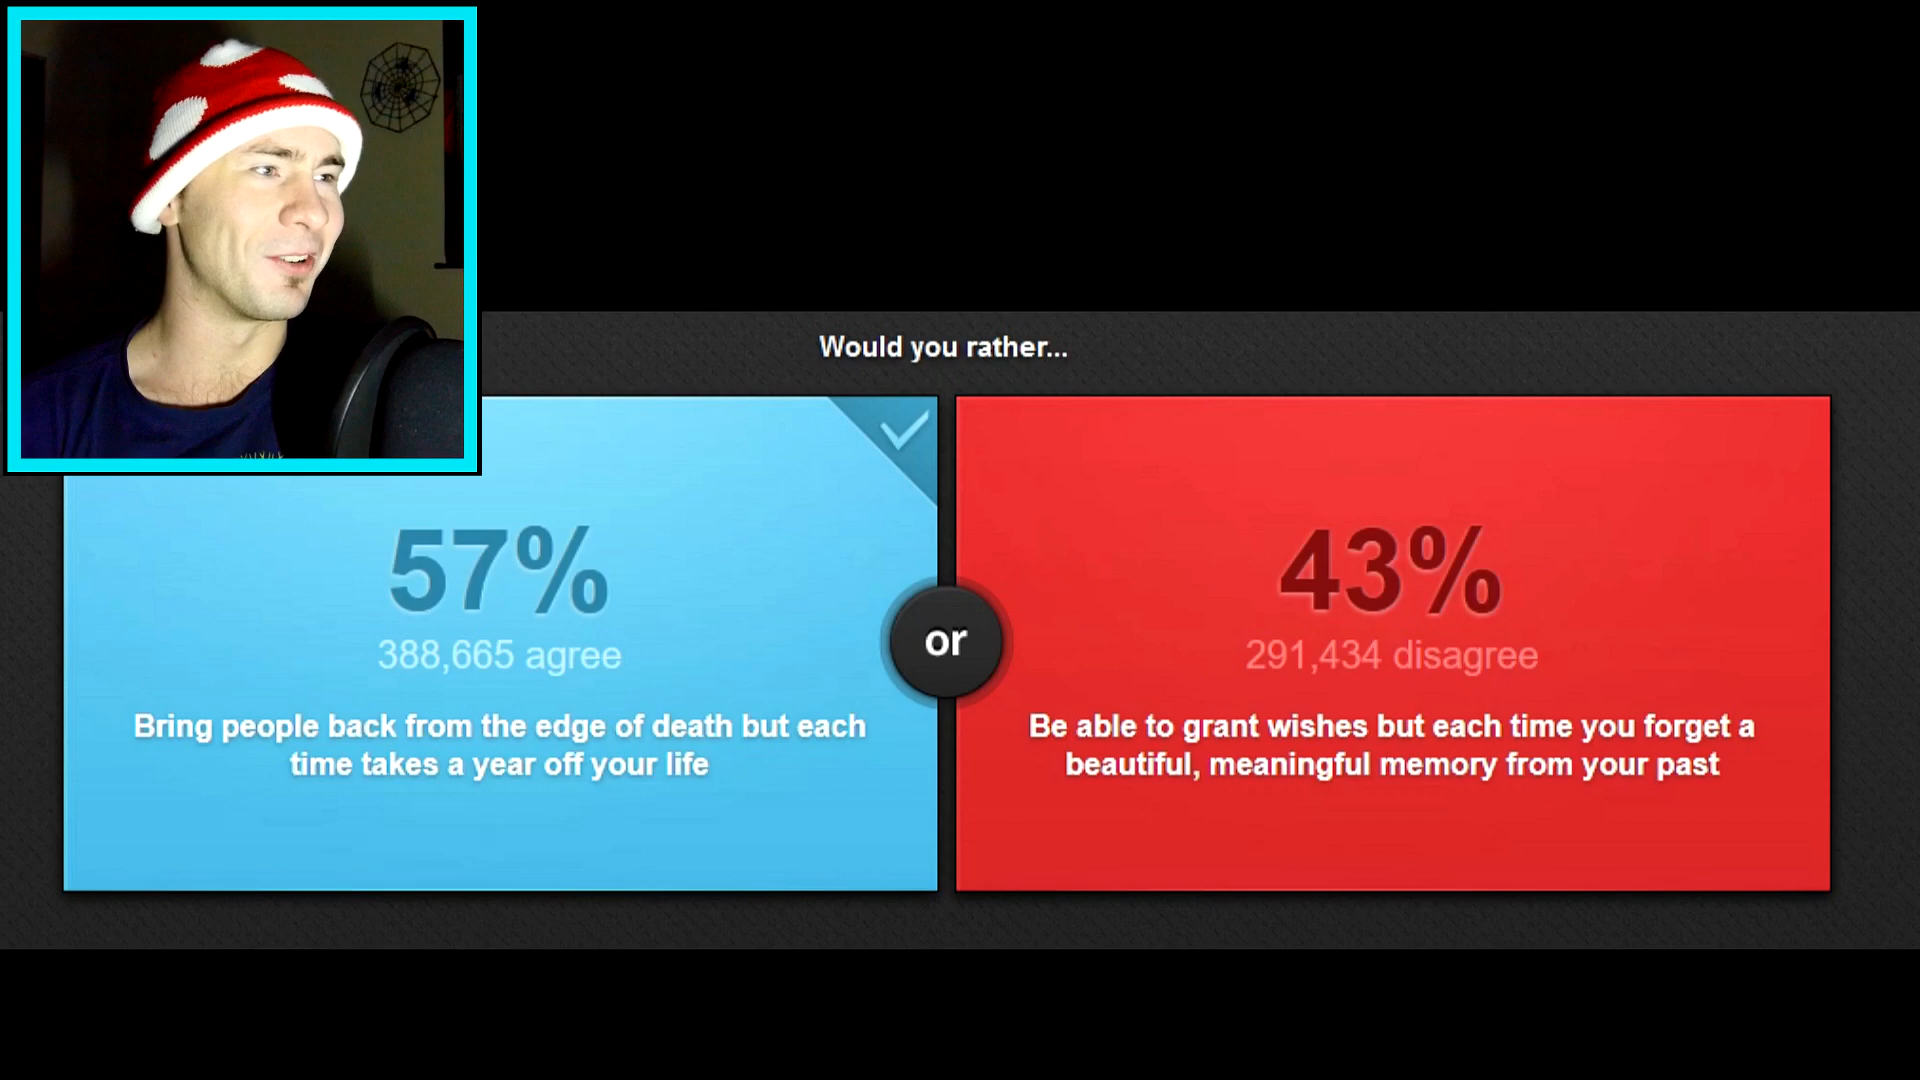 Would you rather...
57%
388,665 agree
Bring people back from the edge of death but each
time takes a year off your life
or
43%
291,434 disagree
Be able to grant wishes but each time you forget a
beautiful, meaningful memory from your past